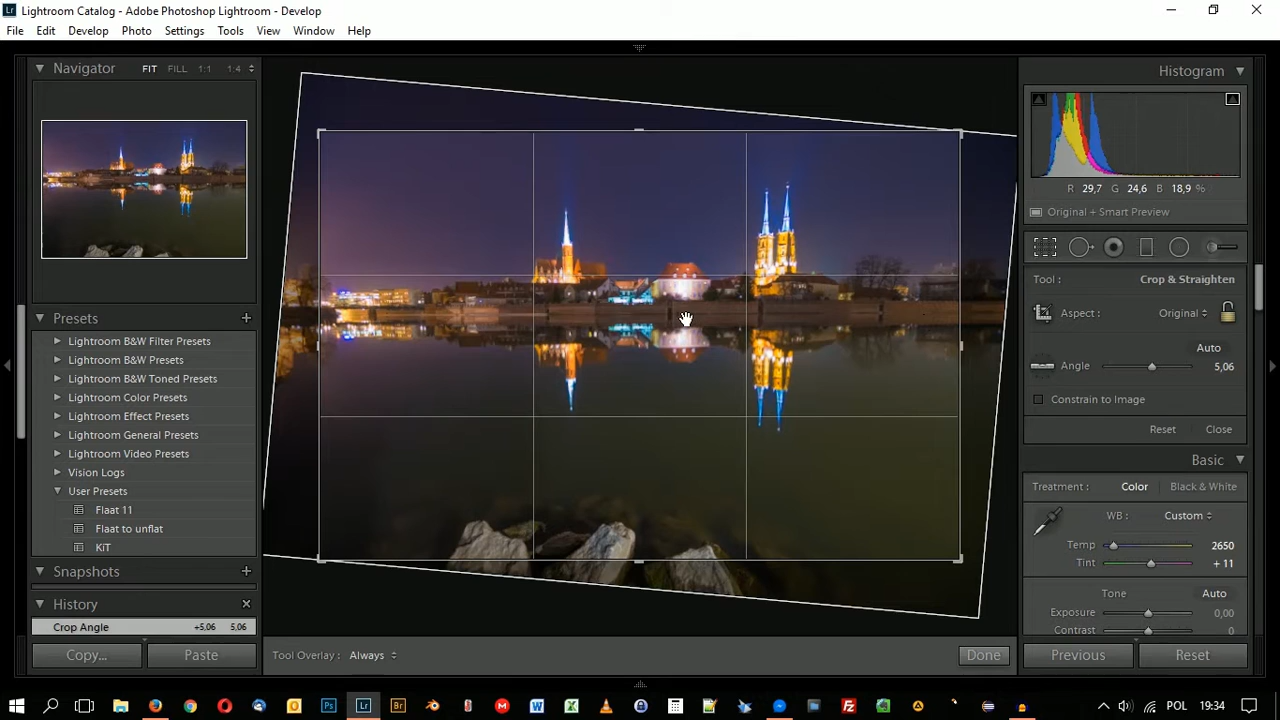 Lr Lightroom Catalog - Adobe Photoshop Lightroom - Develop
File Edit Develop Photo Settings Tools View Window Help
Navigator FIT FILL 1:1 1:4
Presets +
Lightroom B&W Filter Presets
Lightroom B&W Presets
Lightroom B&W Toned Presets
Lightroom Color Presets
Lightroom Effect Presets
Lightroom General Presets
Lightroom Video Presets
Vision Logs
User Presets
Flaat 11
Flaat to unflat
KiT
Snapshots +
History ×
Crop Angle +5,06 5,06
Copy... Paste
Tool Overlay : Always Done
Histogram
R 29,7 G 24,6 B 18,9 %
Original + Smart Preview
Tool : Crop & Straighten
Aspect : Original
Auto
Angle 5,06
Constrain to Image
Reset Close
Basic
Treatment : Color Black & White
WB : Custom
Temp 2650
Tint + 11
Tone Auto
Exposure 0,00
Contrast 0
Previous Reset
Ps Lr Br POL 19:34